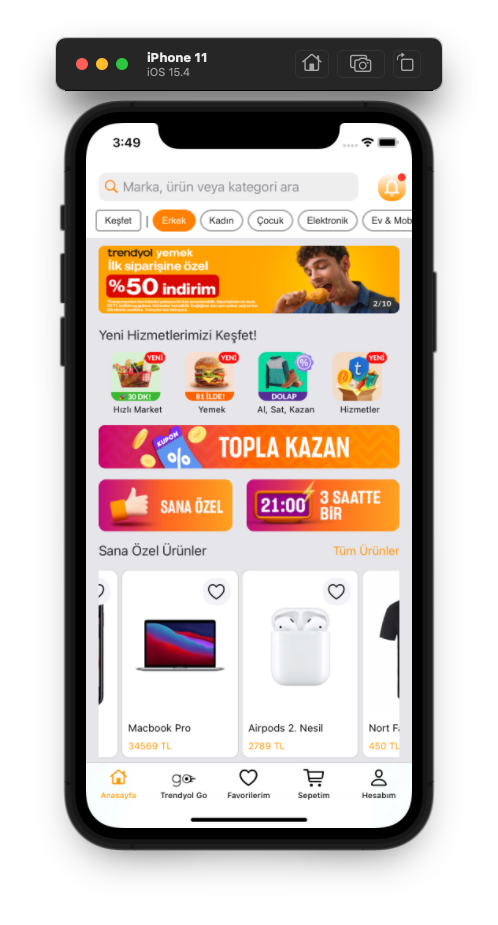 iPhone 11
iOS 15.4
3:49
Marka, ürün veya kategori ara
Keşfet | Erkek Kadın Çocuk Elektronik Ev & Mob
trendyol yemek
İlk siparişine özel
%50 indirim
2/10
Yeni Hizmetlerimizi Keşfet!
YENİ YENİ % YENİ
30 DK! 81 İLDE! DOLAP
Hızlı Market Yemek Al, Sat, Kazan Hizmetler
KUPON % TOPLA KAZAN
SANA ÖZEL
21:00 3 SAATTE
BİR
Sana Özel Ürünler Tüm Ürünler
Macbook Pro Airpods 2. Nesil Nort Fa
34569 TL 2789 TL 450 TL
go
Anasayfa Trendyol Go Favorilerim Sepetim Hesabım